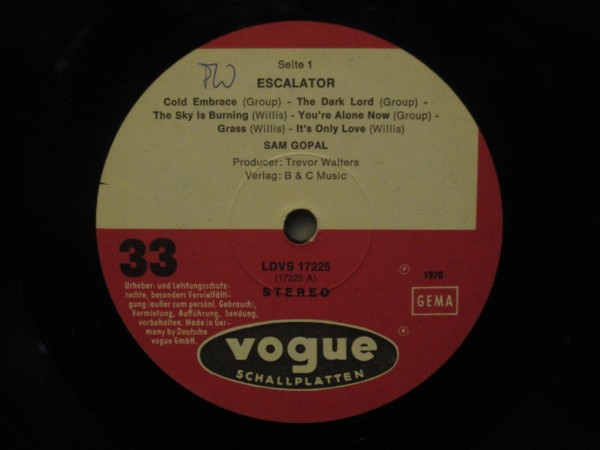 Seite 1
PW
ESCALATOR
Cold Embrace (Group) - The Dark Lord (Group) -
The Sky Is Burning (Willis) - You're Alone Now (Group) -
Grass (Willis) - It's Only Love (Willis)
SAM GOPAL
Producer: Trevor Walters
Verlag: B & C Music
33
LDVS 17225
(17225 A)
STEREO
℗ 1970
GEMA
Urheber- und Leistungsschutz-
rechte, besonders Vervielfälti-
gung (außer zum persönl. Gebrauch),
Vermietung, Aufführung, Sendung,
vorbehalten. Made in Ger-
many by Deutsche
vogue GmbH.
vogue
SCHALLPLATTEN
℗